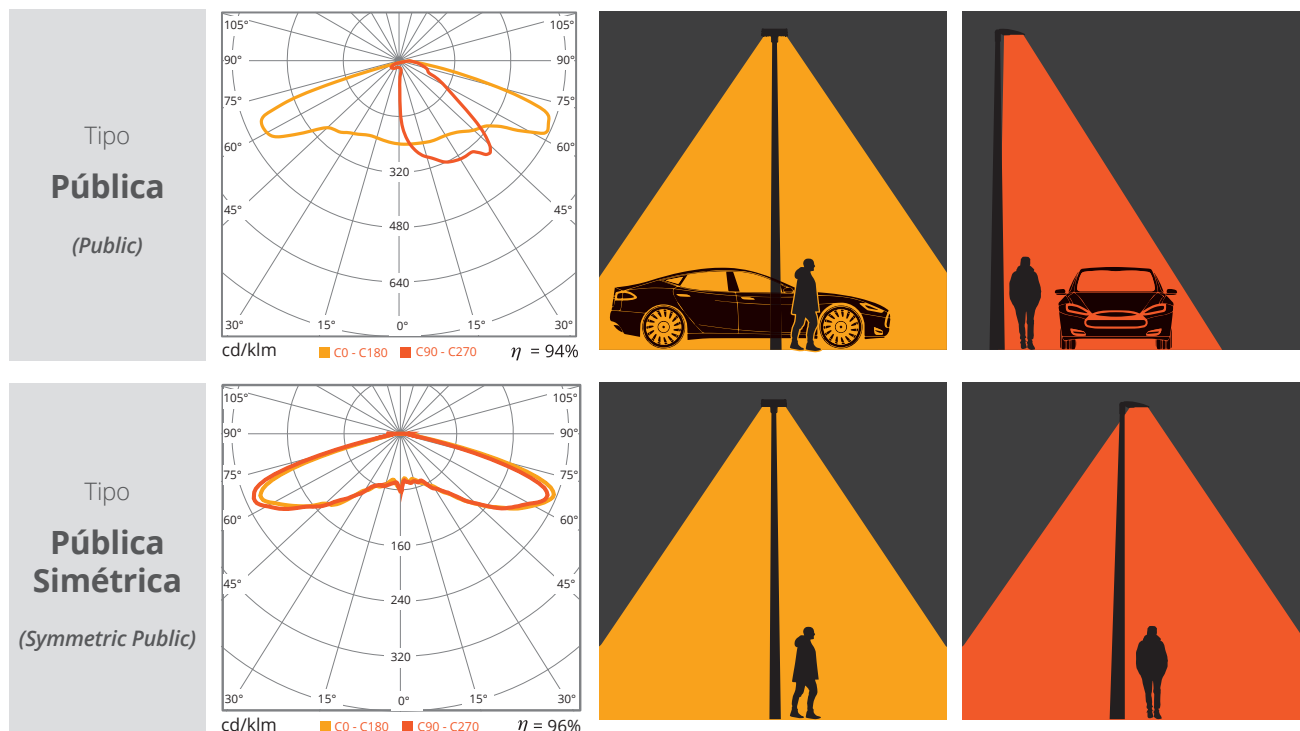 Tipo
Pública
(Public)
105° 105°
90° 90°
75° 75°
60° 60°
320
45° 45°
480
640
30° 15° 0° 15° 30°
cd/klm C0 - C180 C90 - C270 η = 94%
Tipo
Pública
Simétrica
(Symmetric Public)
105° 105°
90° 90°
75° 75°
60° 60°
160
45° 45°
240
320
30° 15° 0° 15° 30°
cd/klm C0 - C180 C90 - C270 η = 96%